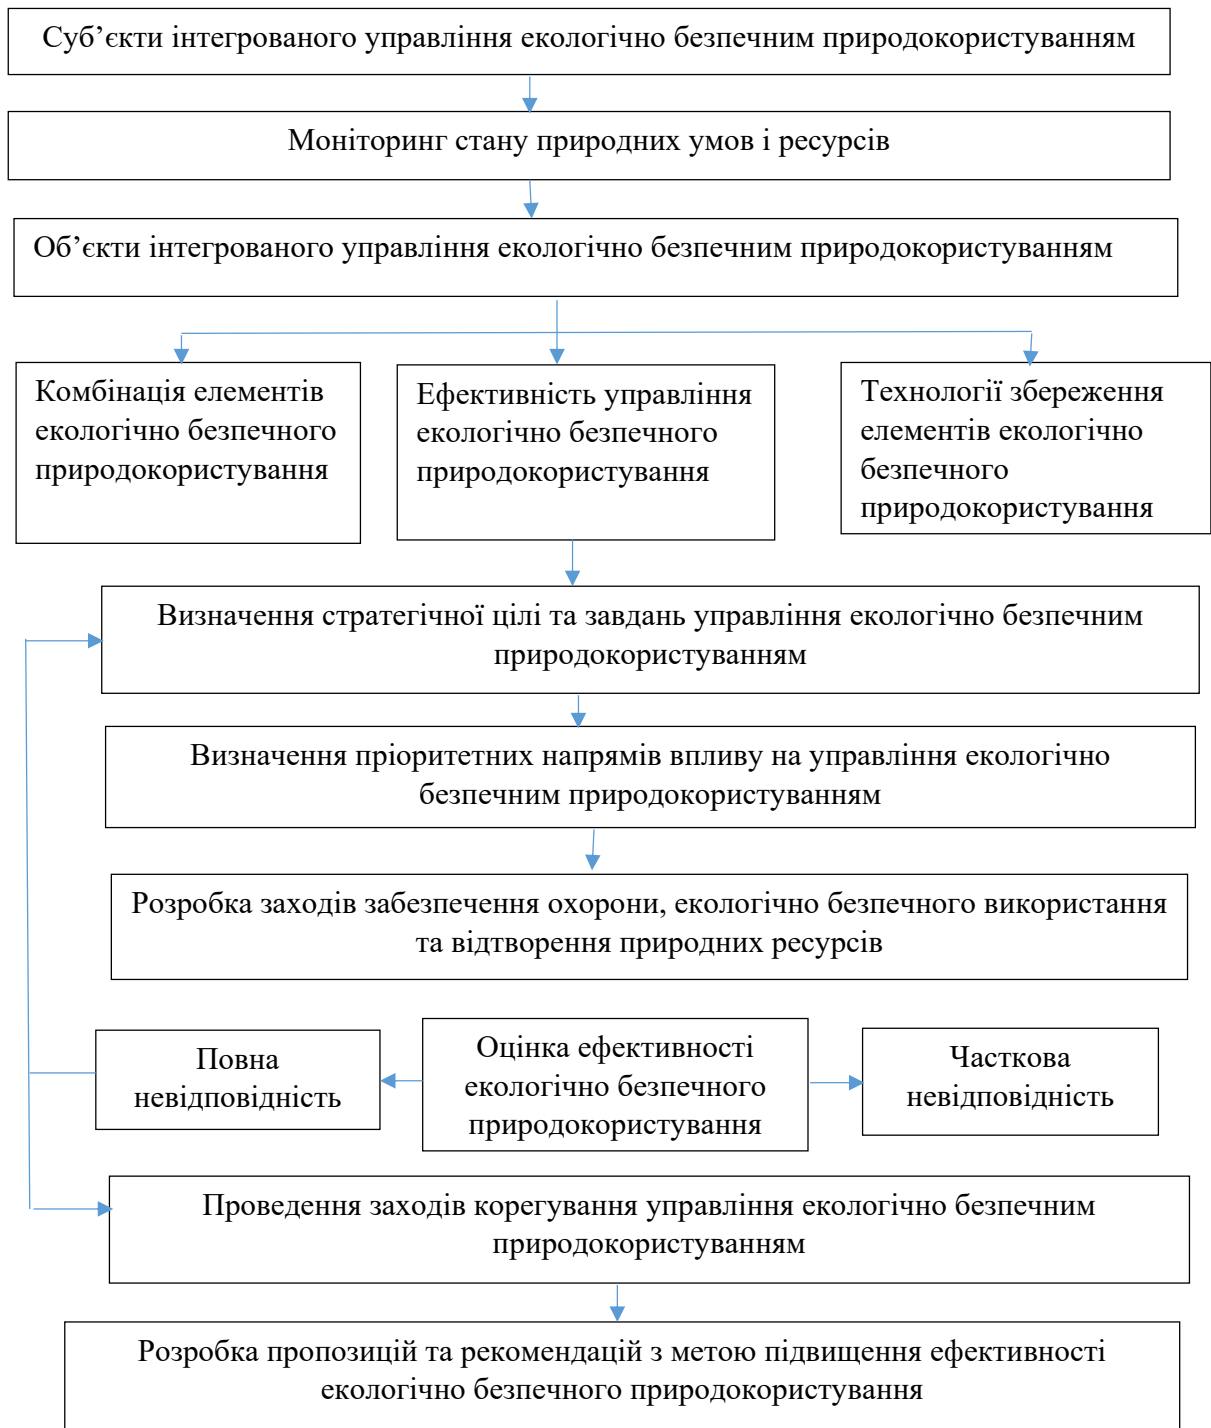 Суб’єкти інтегрованого управління екологічно безпечним природокористуванням
Моніторинг стану природних умов і ресурсів
Об’єкти інтегрованого управління екологічно безпечним природокористуванням
Комбінація елементів
екологічно безпечного
природокористування
Ефективність управління
екологічно безпечного
природокористування
Технології збереження
елементів екологічно
безпечного
природокористування
Визначення стратегічної цілі та завдань управління екологічно безпечним
природокористуванням
Визначення пріоритетних напрямів впливу на управління екологічно
безпечним природокористуванням
Розробка заходів забезпечення охорони, екологічно безпечного використання
та відтворення природних ресурсів
Повна
невідповідність
Оцінка ефективності
екологічно безпечного
природокористування
Часткова
невідповідність
Проведення заходів корегування управління екологічно безпечним
природокористуванням
Розробка пропозицій та рекомендацій з метою підвищення ефективності
екологічно безпечного природокористування